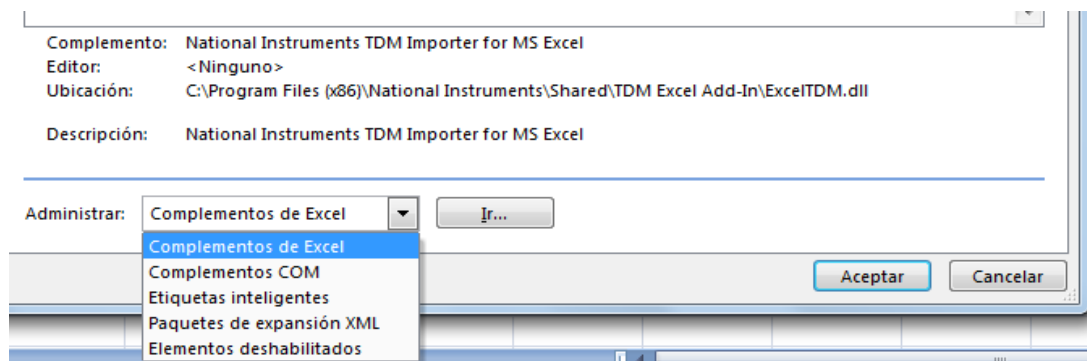 Complemento: National Instruments TDM Importer for MS Excel
Editor: <Ninguno>
Ubicación: C:\Program Files (x86)\National Instruments\Shared\TDM Excel Add-In\ExcelTDM.dll
Descripción: National Instruments TDM Importer for MS Excel
Administrar: Complementos de Excel Ir...
Complementos de Excel
Complementos COM
Etiquetas inteligentes
Paquetes de expansión XML
Elementos deshabilitados
Aceptar Cancelar